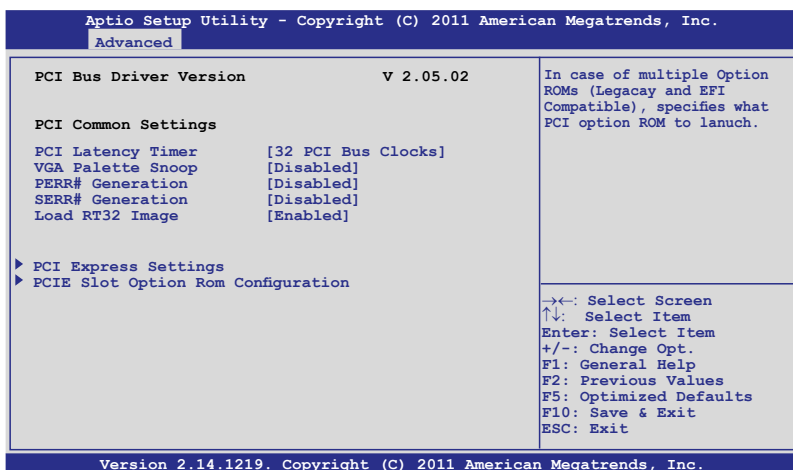 Aptio Setup Utility - Copyright (C) 2011 American Megatrends, Inc.
Advanced
PCI Bus Driver Version V 2.05.02
PCI Common Settings
PCI Latency Timer [32 PCI Bus Clocks]
VGA Palette Snoop [Disabled]
PERR# Generation [Disabled]
SERR# Generation [Disabled]
Load RT32 Image [Enabled]
PCI Express Settings
PCIE Slot Option Rom Configuration
In case of multiple Option
ROMs (Legacay and EFI
Compatible), specifies what
PCI option ROM to lanuch.
→←: Select Screen
↑↓: Select Item
Enter: Select Item
+/-: Change Opt.
F1: General Help
F2: Previous Values
F5: Optimized Defaults
F10: Save & Exit
ESC: Exit
Version 2.14.1219. Copyright (C) 2011 American Megatrends, Inc.